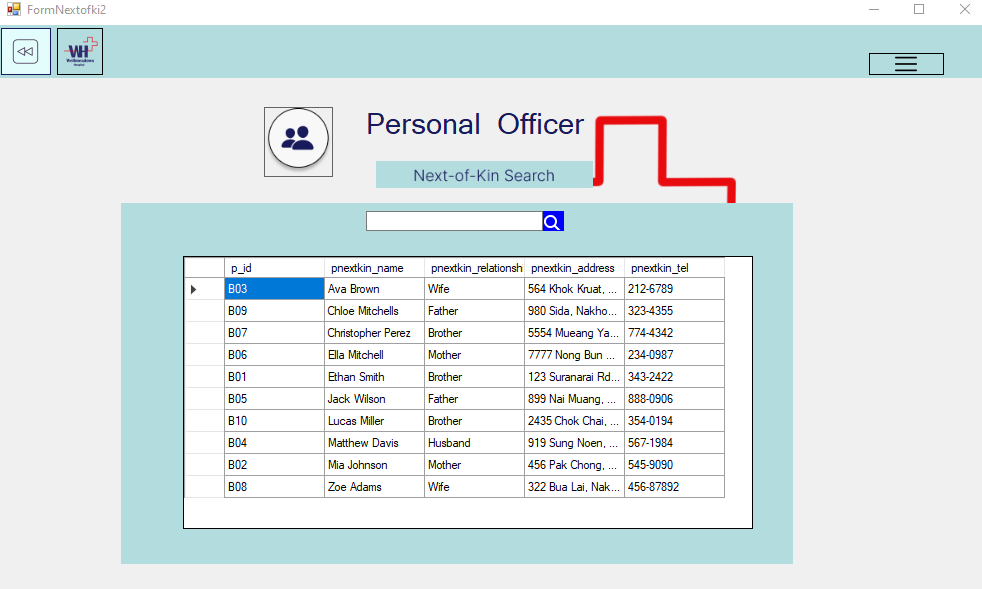 FormNextofki2
WH
Wellmeadows
Hospital
Personal Officer
Next-of-Kin Search
p_id pnextkin_name pnextkin_relationshi pnextkin_address pnextkin_tel
B03 Ava Brown Wife 564 Khok Kruat, ... 212-6789
B09 Chloe Mitchells Father 980 Sida, Nakho... 323-4355
B07 Christopher Perez Brother 5554 Mueang Ya... 774-4342
B06 Ella Mitchell Mother 7777 Nong Bun ... 234-0987
B01 Ethan Smith Brother 123 Suranarai Rd... 343-2422
B05 Jack Wilson Father 899 Nai Muang, ... 888-0906
B10 Lucas Miller Brother 2435 Chok Chai, ... 354-0194
B04 Matthew Davis Husband 919 Sung Noen, ... 567-1984
B02 Mia Johnson Mother 456 Pak Chong, ... 545-9090
B08 Zoe Adams Wife 322 Bua Lai, Nak... 456-87892